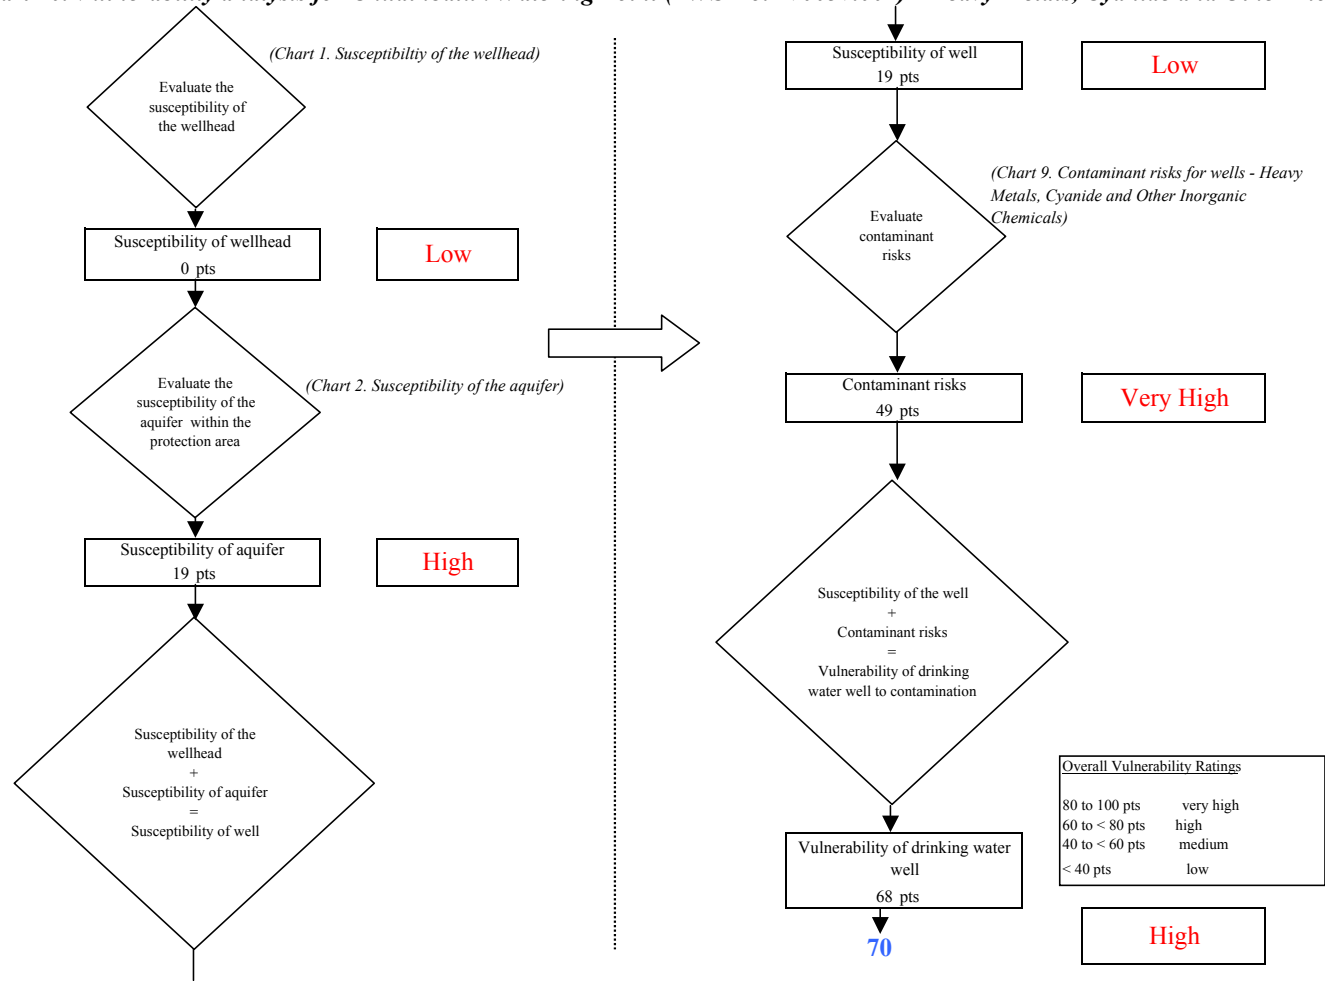 (Chart 1. Susceptibiltiy of the wellhead)
Evaluate the
susceptibility of
the wellhead
Susceptibility of wellhead
0 pts
Low
Evaluate the
susceptibility of the
aquifer within the
protection area
(Chart 2. Susceptibility of the aquifer)
Susceptibility of aquifer
19 pts
High
Susceptibility of the
wellhead
+
Susceptibility of aquifer
=
Susceptibility of well
Susceptibility of well
19 pts
Low
(Chart 9. Contaminant risks for wells - Heavy
Metals, Cyanide and Other Inorganic
Chemicals)
Evaluate
contaminant
risks
Contaminant risks
49 pts
Very High
Susceptibility of the well
+
Contaminant risks
=
Vulnerability of drinking
water well to contamination
Overall Vulnerability Ratings
80 to 100 pts very high
60 to < 80 pts high
40 to < 60 pts medium
< 40 pts low
Vulnerability of drinking water
well
68 pts
70
High